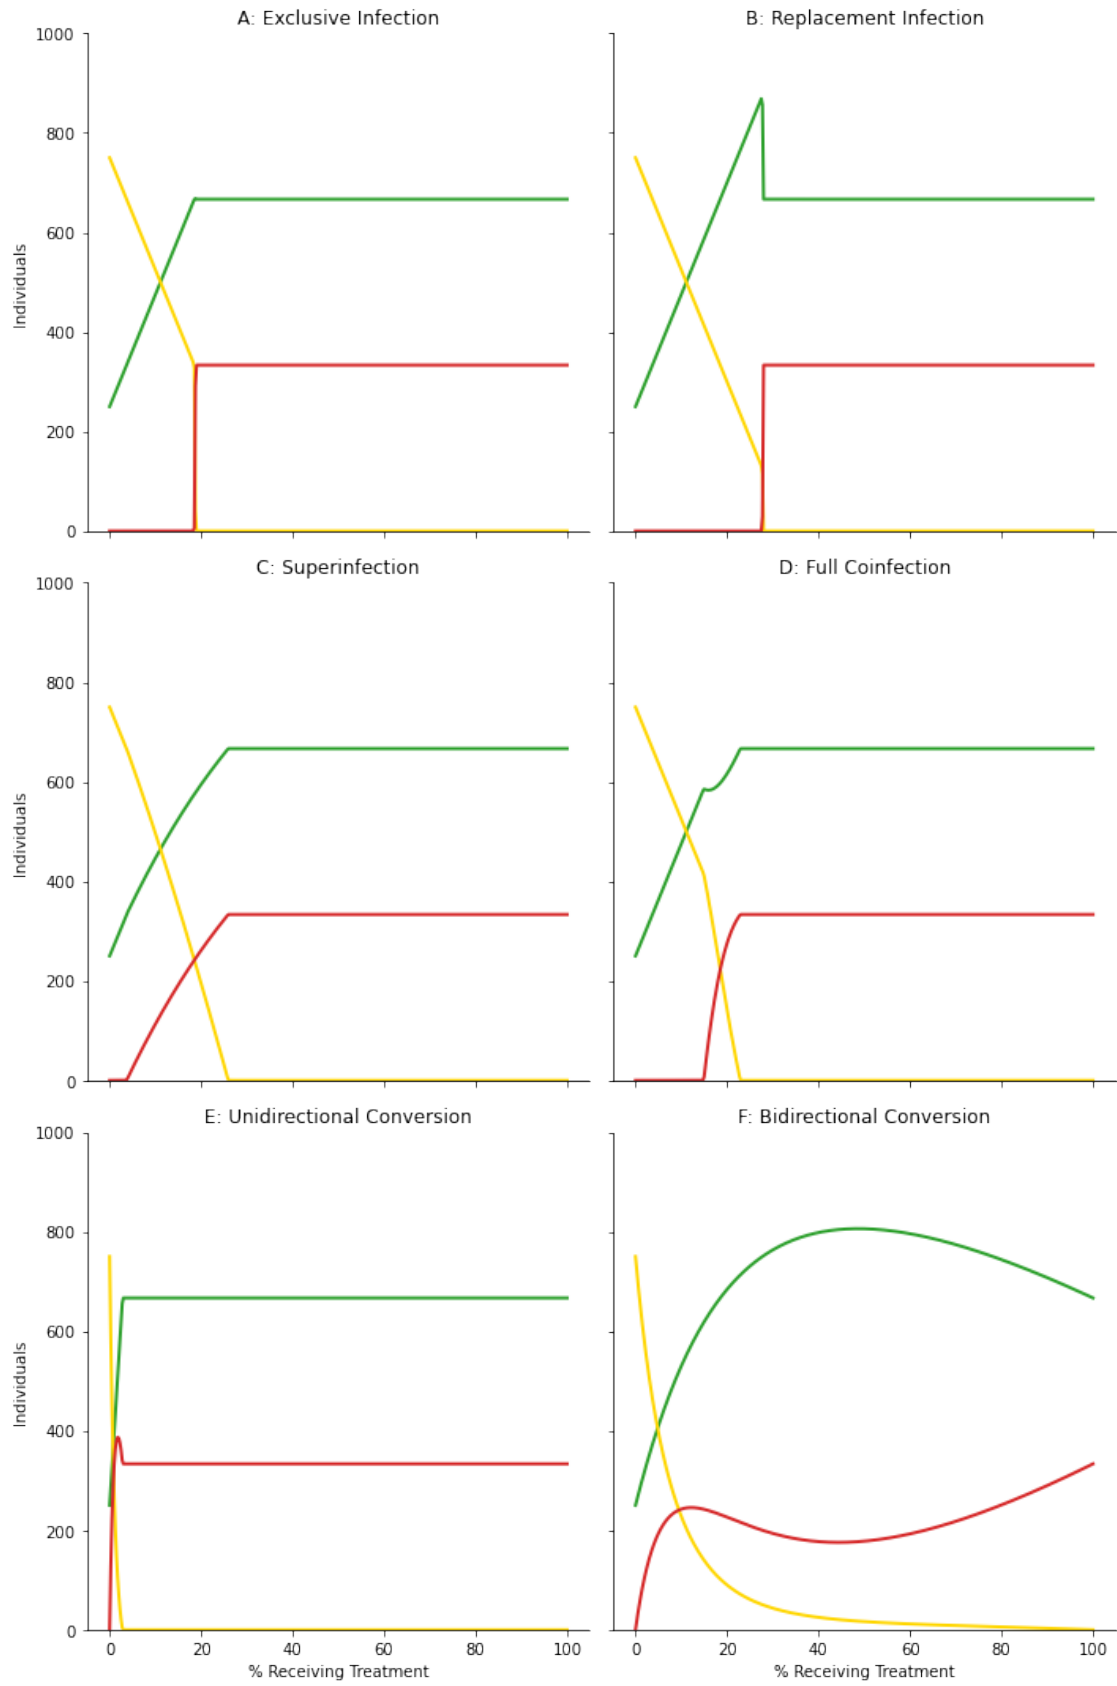 A: Exclusive Infection
B: Replacement Infection
1000
800
600
400
200
0
Individuals
C: Superinfection
D: Full Coinfection
1000
800
600
400
200
0
Individuals
E: Unidirectional Conversion
F: Bidirectional Conversion
1000
800
600
400
200
0
Individuals
0 20 40 60 80 100
0 20 40 60 80 100
% Receiving Treatment
% Receiving Treatment